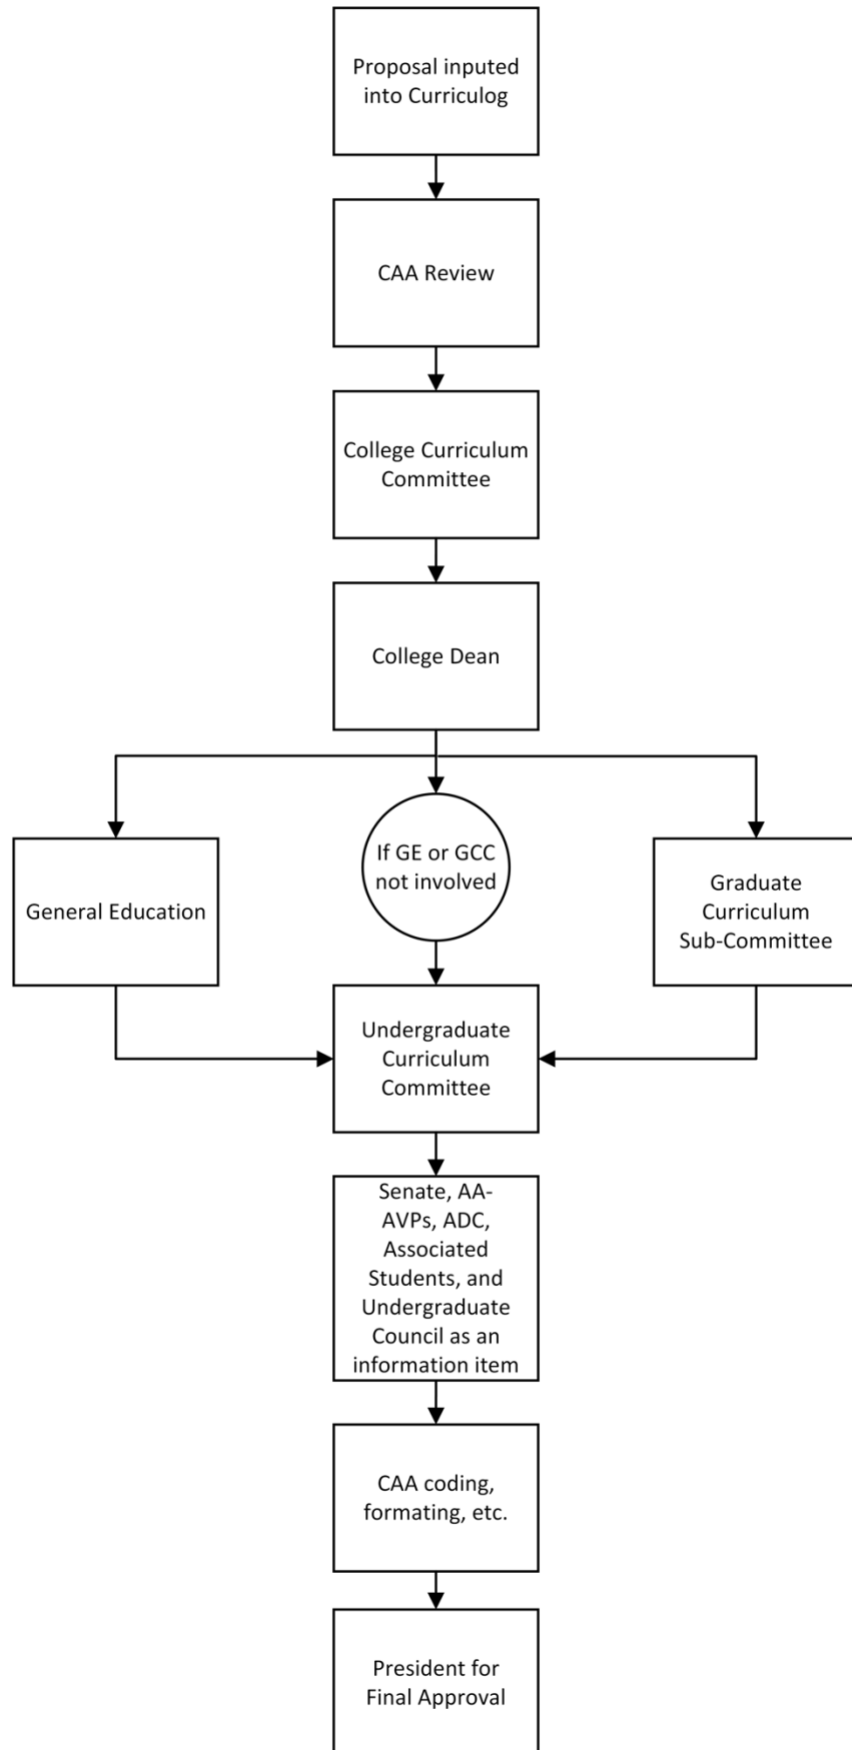 Proposal inputed
into Curriculog
CAA Review
College Curriculum
Committee
College Dean
If GE or GCC
not involved
General Education
Graduate
Curriculum
Sub-Committee
Undergraduate
Curriculum
Committee
Senate, AA-
AVPs, ADC,
Associated
Students, and
Undergraduate
Council as an
information item
CAA coding,
formating, etc.
President for
Final Approval